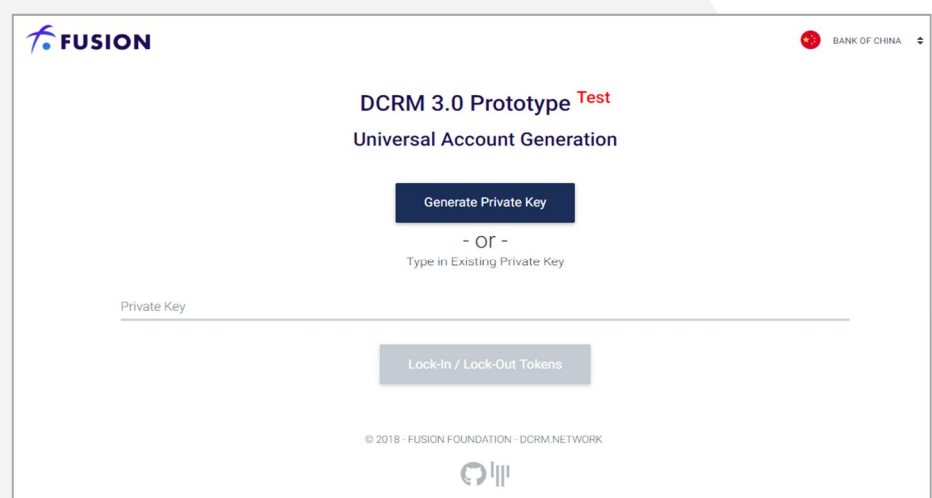 FUSION
BANK OF CHINA
DCRM 3.0 Prototype Test
Universal Account Generation
Generate Private Key
- or -
Type in Existing Private Key
Private Key
Lock-In / Lock-Out Tokens
© 2018 - FUSION FOUNDATION - DCRM.NETWORK